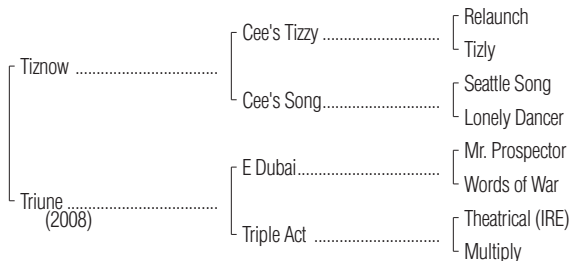 Relaunch
Cee's Tizzy ..............................
Tizly
Tiznow ....................................
Seattle Song
Cee's Song..............................
Lonely Dancer
Mr. Prospector
E Dubai....................................
Words of War
Triune ......................................
(2008)
Theatrical (IRE)
Triple Act ................................
Multiply